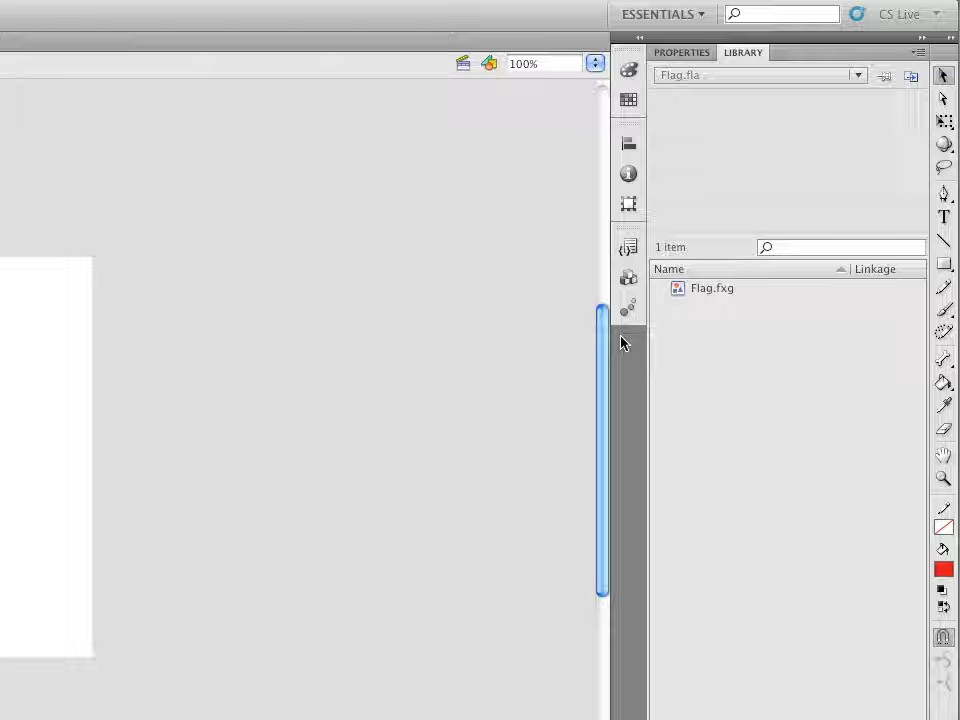 ESSENTIALS
CS Live
PROPERTIES
LIBRARY
100%
Flag.fla
1 item
Name
Linkage
Flag.fxg
T